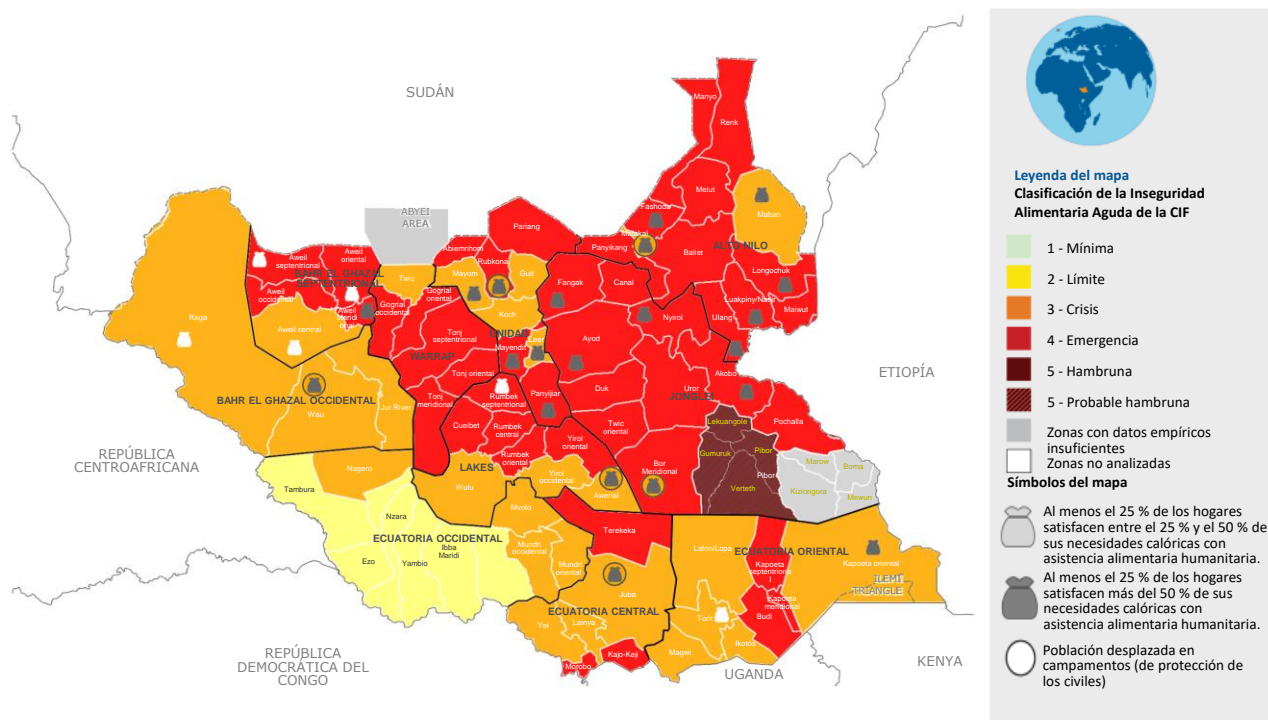 SUDÁN
Manyo
Renk
Melut
Fashoda
Maban
Malakal
Panyikang
Baliet
ALTO NILO
Longochuk
Luakpiny/Nasir
Maiwut
Ulang
ABYEI
AREA
Pariang
Abiemnhom
Rubkona
Mayom
Guit
Koch
UNIDAD
Leer
Mayendit
Panyijiar
Fangak
Canal
Nyirol
Ayod
Akobo
Uror
JONGLEI
Duk
Twic
oriental
Pochalla
Bor
Meridional
Lekuangole
Gumuruk
Pibor
Pibor
Verteth
Marow
Boma
Kiziongora
Mewun
Aweil
septentrional
Aweil
oriental
BAHR EL GHAZAL
SEPTENTRIONAL
Aweil
occidental
Aweil
Meridi
onal
Aweil central
Raga
BAHR EL GHAZAL OCCIDENTAL
Wau
Jur River
Twic
Gogrial
occidental
Gogrial
oriental
Tonj
septentrional
WARRAP
Tonj oriental
Tonj
meridional
Rumbek
septentrional
Cueibet
Rumbek
central
Rumbek
oriental
Yirol
oriental
LAKES
Wulu
Yirol
occidental
Awerial
ETIOPÍA
REPÚBLICA
CENTROAFRICANA
Tambura
Nagero
Nzara
ECUATORIA OCCIDENTAL
Ezo
Yambio
Ibba
Maridi
Mvolo
Mundri
occidental
Mundri
oriental
Terekeka
Juba
ECUATORIA CENTRAL
Yei
Lainya
Morobo
Kajo-Keji
Lafon/Lopa
ECUATORIA ORIENTAL
Kapoeta
septentriona
l
Kapoeta oriental
Kapoeta
meridional
Budi
Torit
Ikotos
Magwi
ILEMI
TRIANGLE
REPÚBLICA
DEMOCRÁTICA DEL
CONGO
UGANDA
KENYA
Leyenda del mapa
Clasificación de la Inseguridad
Alimentaria Aguda de la CIF
1 - Mínima
2 - Límite
3 - Crisis
4 - Emergencia
5 - Hambruna
5 - Probable hambruna
Zonas con datos empíricos
insuficientes
Zonas no analizadas
Símbolos del mapa
Al menos el 25 % de los hogares
satisfacen entre el 25 % y el 50 % de
sus necesidades calóricas con
asistencia alimentaria humanitaria.
Al menos el 25 % de los hogares
satisfacen más del 50 % de sus
necesidades calóricas con
asistencia alimentaria humanitaria.
Población desplazada en
campamentos (de protección de
los civiles)